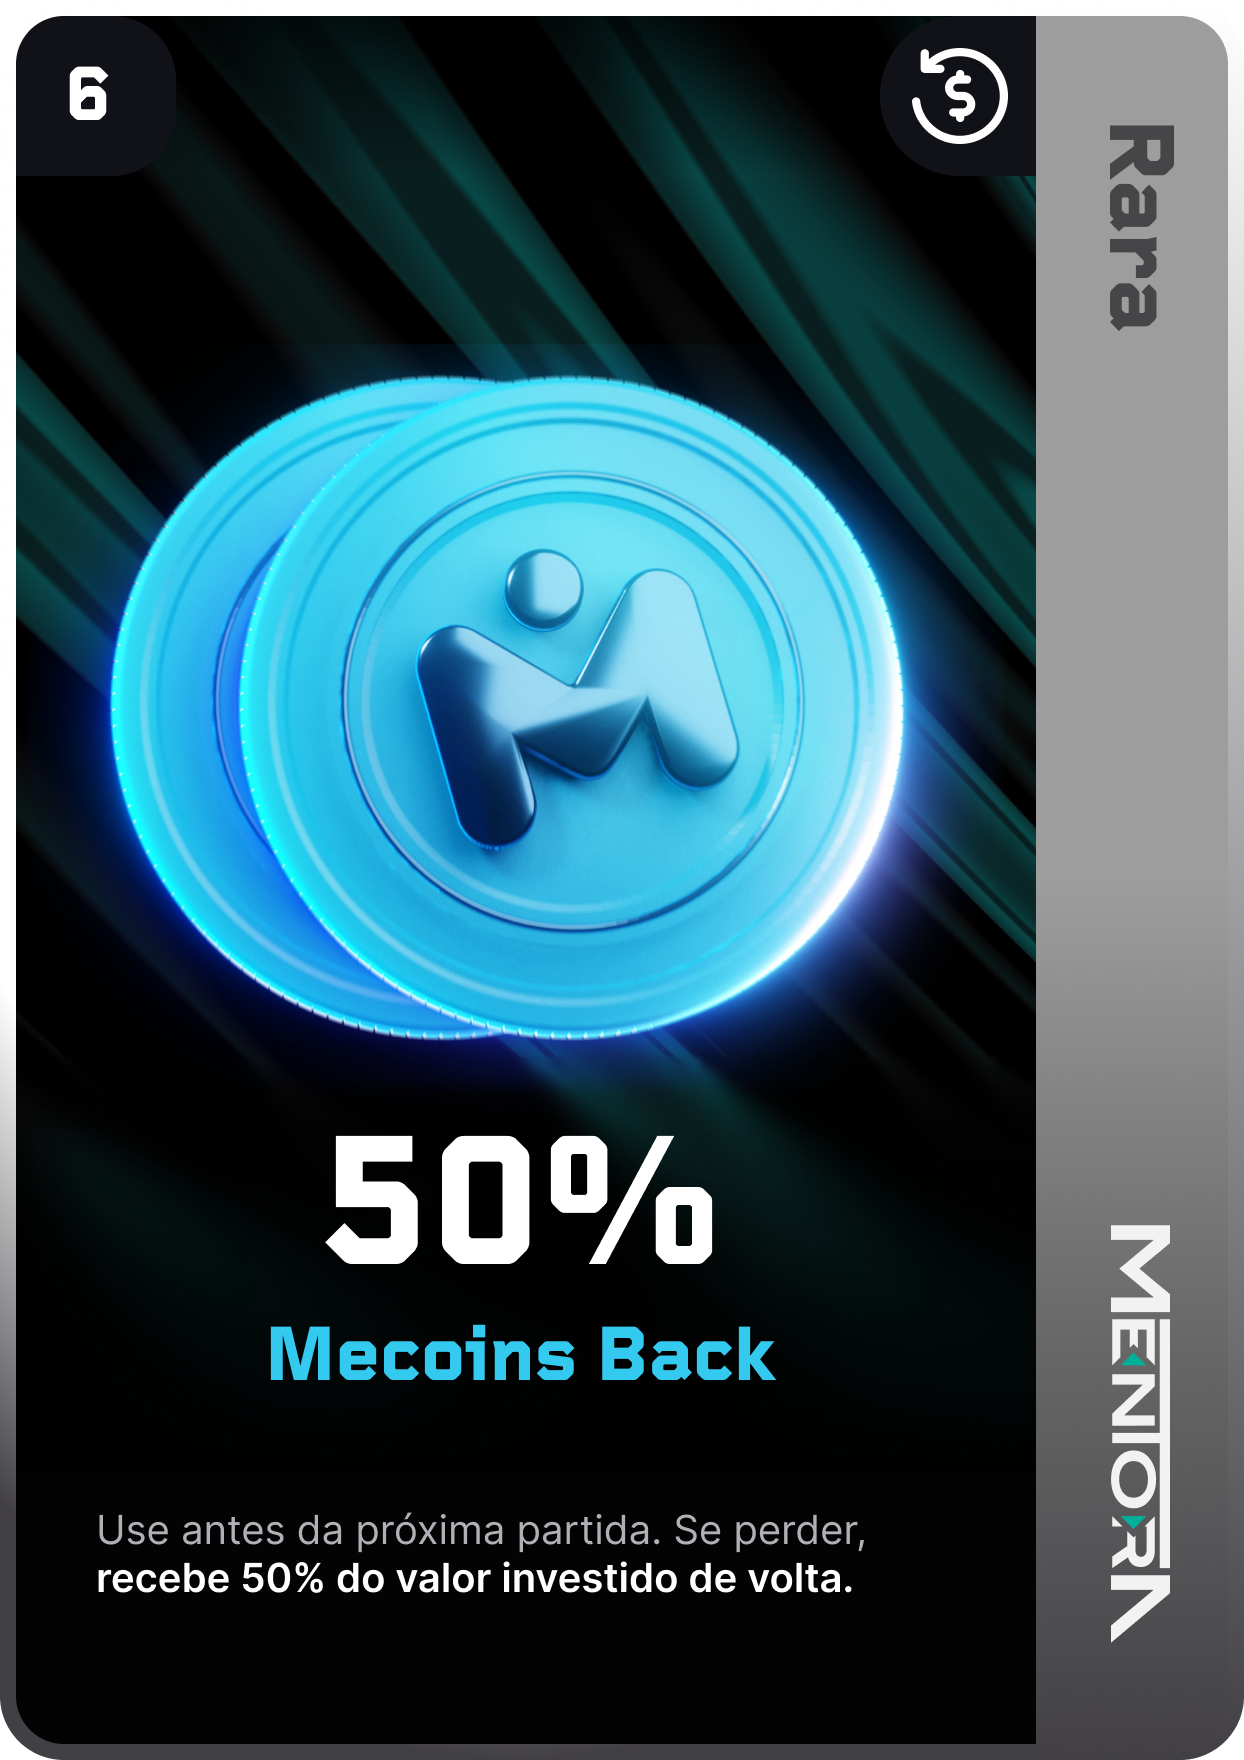 6
$
Rara
50%
Mecoins Back
Use antes da próxima partida. Se perder,
recebe 50% do valor investido de volta.
MENTORA